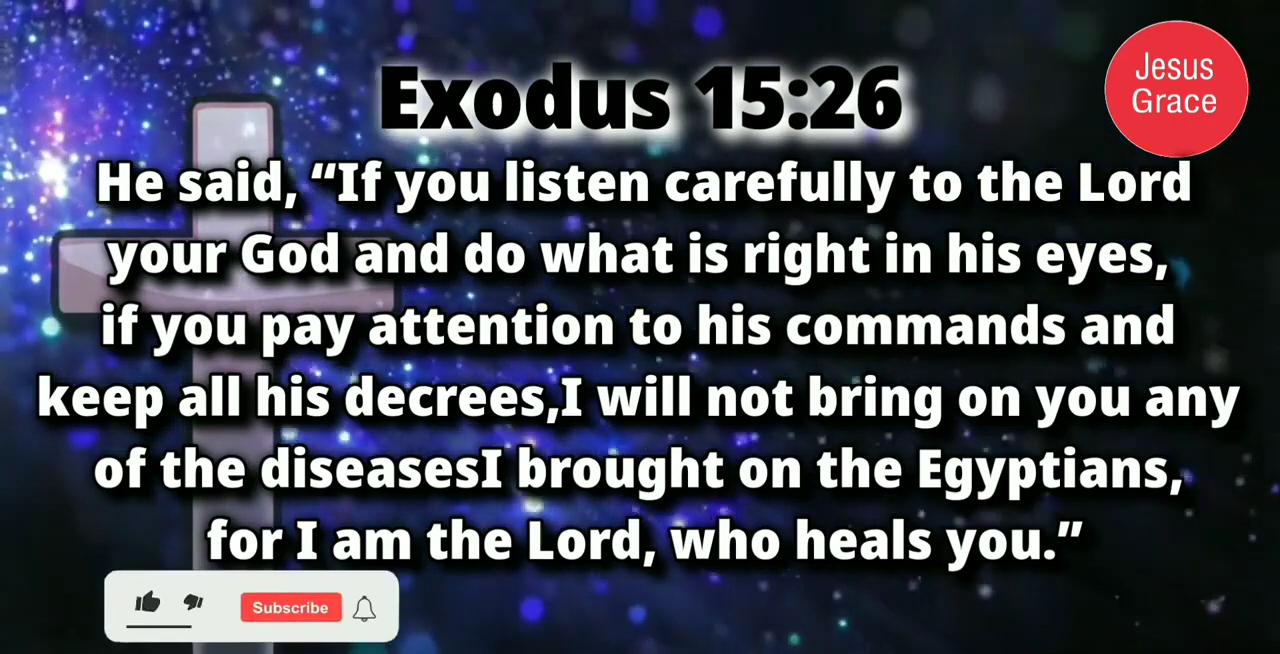 Exodus 15:26
Jesus
Grace
He said, “If you listen carefully to the Lord
your God and do what is right in his eyes,
if you pay attention to his commands and
keep all his decrees,I will not bring on you any
of the diseasesI brought on the Egyptians,
for I am the Lord, who heals you.”
Subscribe